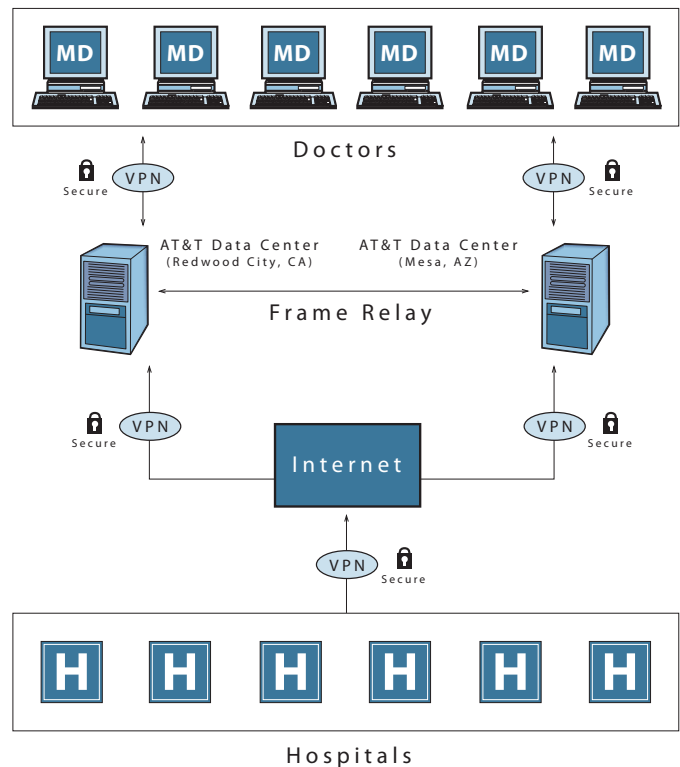 MD MD MD MD MD MD
Doctors
VPN
Secure
VPN
Secure
AT&T Data Center
(Redwood City, CA)
AT&T Data Center
(Mesa, AZ)
Frame Relay
VPN
Secure
VPN
Secure
Internet
VPN
Secure
H H H H H H
Hospitals